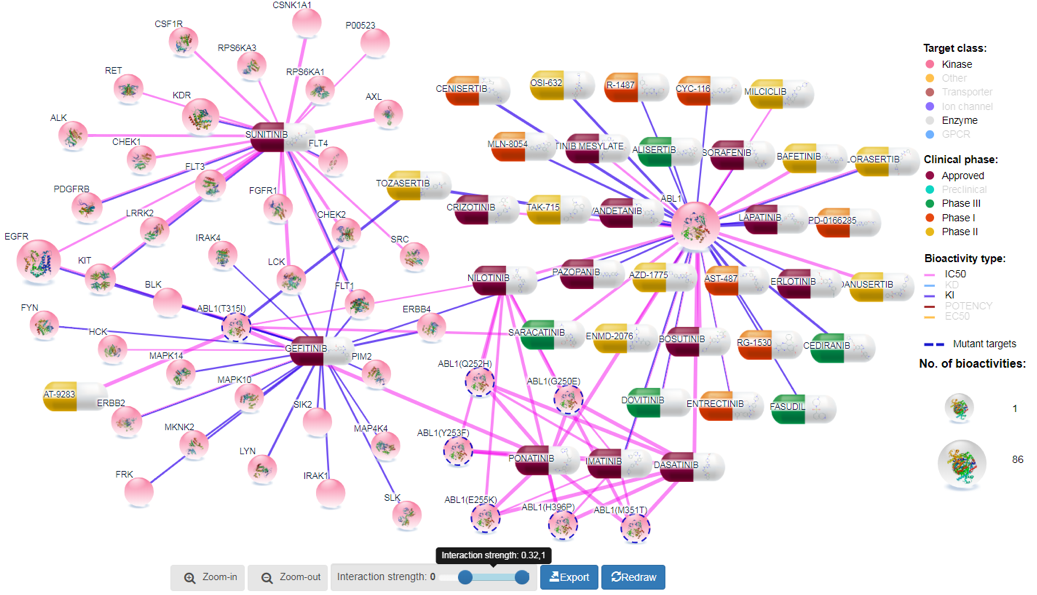 CSNK1A1
CSF1R
P00523
RPS6KA3
RET
RPS6KA1
KDR
AXL
ALK
SUNITINIB
CHEK1
FLT4
FLT3
PDGFRB
FGFR1
LRRK2
CHEK2
EGFR
IRAK4
SRC
KIT
LCK
BLK
FLT1
FYN
ABL1(T315I)
ERBB4
HCK
GEFITINIB
MAPK14
PIM2
AT-9283
MAPK10
ERBB2
SIK2
MKNK2
MAP4K4
LYN
FRK
IRAK1
SLK
CENISERTIB
OSI-632
R-1487
CYC-116
MILCICLIB
MLN-8054
TINIB MESYLATE
ALISERTIB
SORAFENIB
BAFETINIB
LORASERTIB
TOZASERTIB
CRIZOTINIB
TAK-715
VANDETANIB
ABL1
LAPATINIB
PD-0166285
NILOTINIB
PAZOPANIB
AZD-1775
AST-487
ERLOTINIB
DANUSERTIB
SARACATINIB
ENMD-2076
BOSUTINIB
RG-1530
CEDIRANIB
ABL1(Q252H)
ABL1(G250E)
DOVITINIB
ENTRECTINIB
FASUDIL
ABL1(Y253F)
PONATINIB
IMATINIB
DASATINIB
ABL1(E255K)
ABL1(H396P)
ABL1(M351T)
Target class:
Kinase
Other
Transporter
Ion channel
Enzyme
GPCR
Clinical phase:
Approved
Preclinical
Phase III
Phase I
Phase II
Bioactivity type:
IC50
KD
KI
POTENCY
EC50
Mutant targets
No. of bioactivities:
1
86
Interaction strength: 0.32,1
Zoom-in
Zoom-out
Interaction strength: 0
Export
Redraw